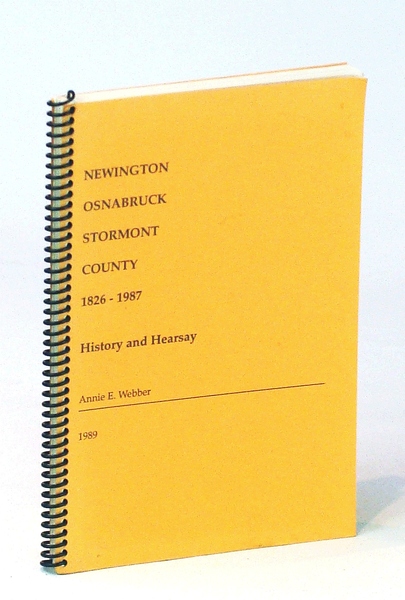 NEWINGTON
OSNABRUCK
STORMONT
COUNTY
1826 - 1987
History and Hearsay
Annie E. Webber
1989